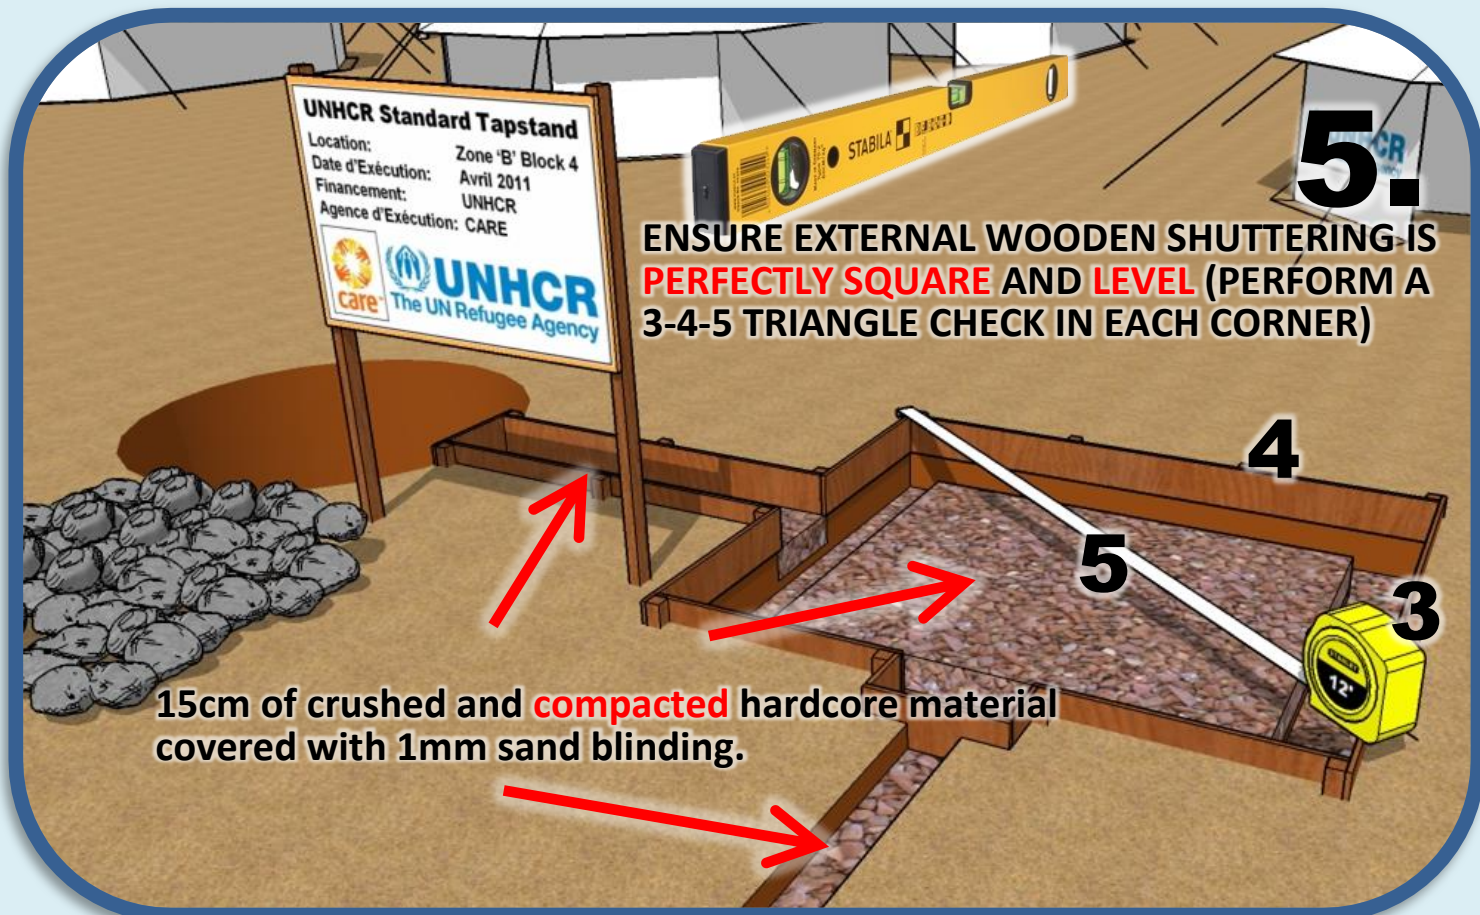 UNHCR Standard Tapstand
Location: Zone ‘B’ Block 4
Date d’Exécution: Avril 2011
Financement: UNHCR
Agence d’Exécution: CARE
care
UNHCR
The UN Refugee Agency
STABILA
5.
UNHCR
ENSURE EXTERNAL WOODEN SHUTTERING IS
PERFECTLY SQUARE AND LEVEL (PERFORM A
3-4-5 TRIANGLE CHECK IN EACH CORNER)
4
5
3
STANLEY
12'
15cm of crushed and compacted hardcore material
covered with 1mm sand blinding.